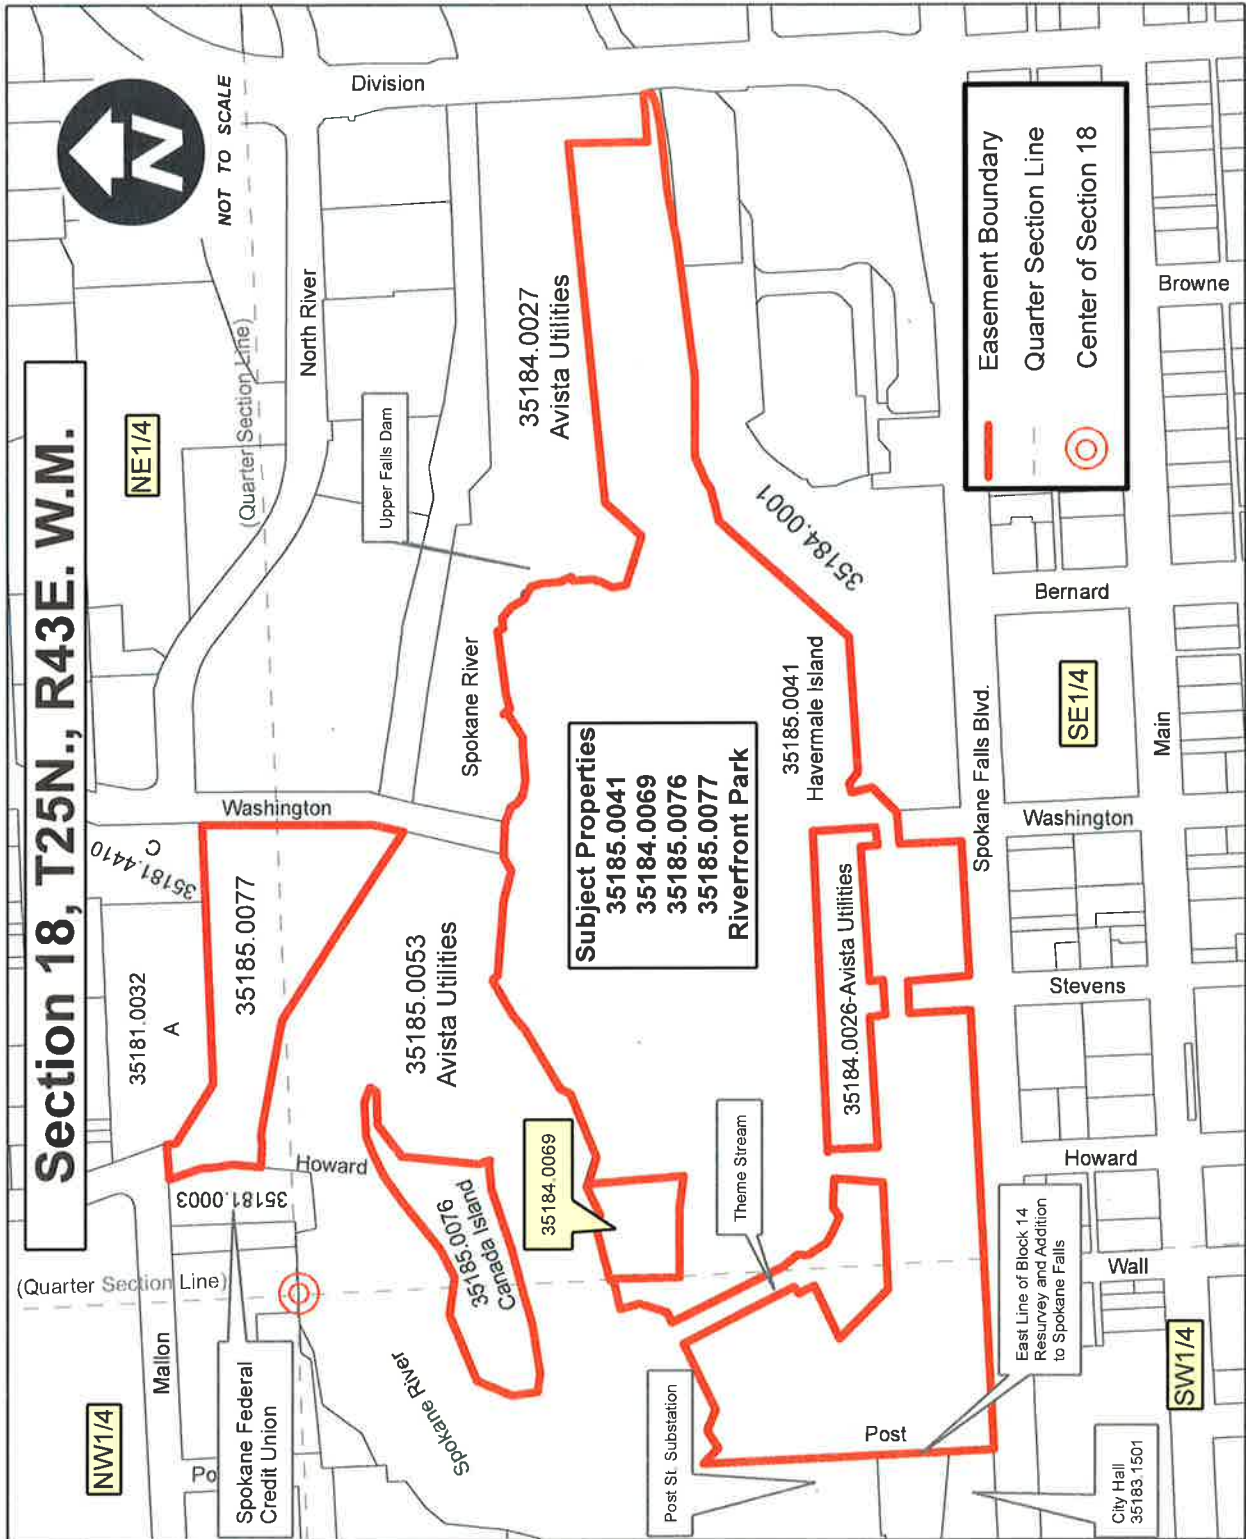 Section 18, T25N., R43E. W.M.
N
NOT TO SCALE
NW1/4
NE1/4
(Quarter Section Line)
(Quarter Section Line)
Mallon
Po
Spokane Federal
Credit Union
35181.0003
35181.0032
A
35181.4410
C
35185.0077
Howard
Washington
North River
Division
35185.0053
Avista Utilities
35185.0076
Canada Island
Spokane River
Spokane River
Upper Falls Dam
35184.0027
Avista Utilities
35184.0069
Subject Properties
35185.0041
35184.0069
35185.0076
35185.0077
Riverfront Park
Theme Stream
35184.0001
35185.0041
Havermale Island
35184.0026-Avista Utilities
Post St. Substation
Post
City Hall
35183.1501
East Line of Block 14
Resurvey and Addition
to Spokane Falls
Spokane Falls Blvd.
Wall
Howard
Stevens
Washington
Bernard
Browne
Main
SW1/4
SE1/4
Easement Boundary
Quarter Section Line
Center of Section 18